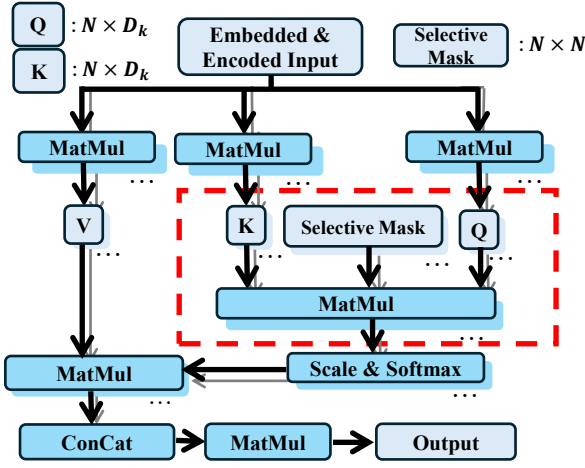 Q : N × D_k
Embedded &
Encoded Input
Selective
Mask : N × N
K : N × D_k
MatMul
MatMul
MatMul
...
...
...
V
K
Selective Mask
Q
...
...
...
...
MatMul
...
MatMul
Scale & Softmax
...
...
ConCat
MatMul
Output